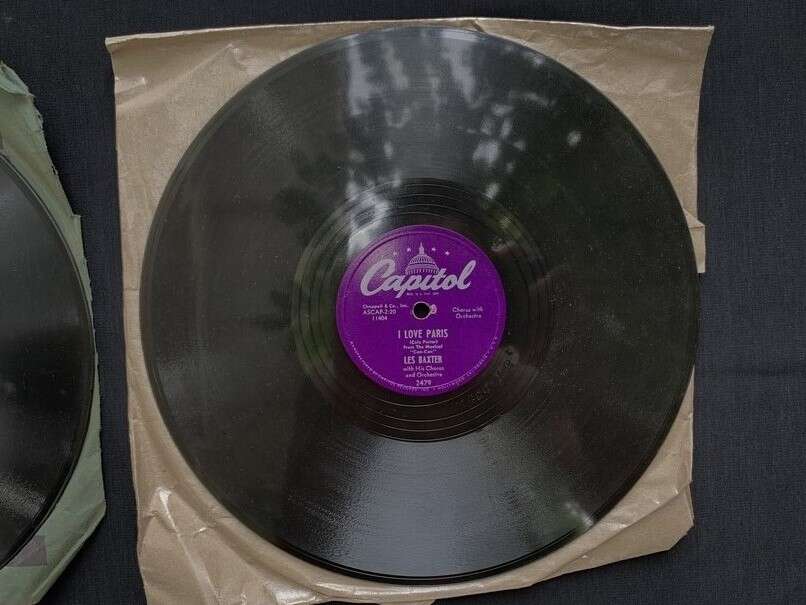 Capitol
Chappell & Co., Inc.
ASCAP-2:20
11404
Chorus with
Orchestra
I LOVE PARIS
(Cole Porter)
From The Musical
"Can-Can"
LES BAXTER
with His Chorus
and Orchestra
2479